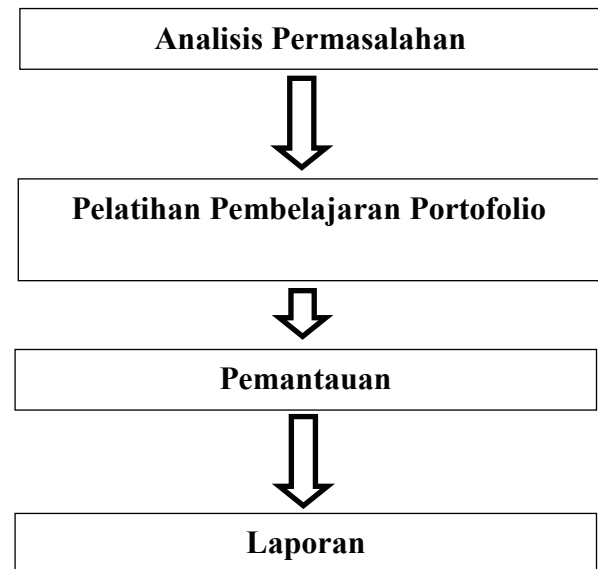 Analisis Permasalahan
Pelatihan Pembelajaran Portofolio
Pemantauan
Laporan